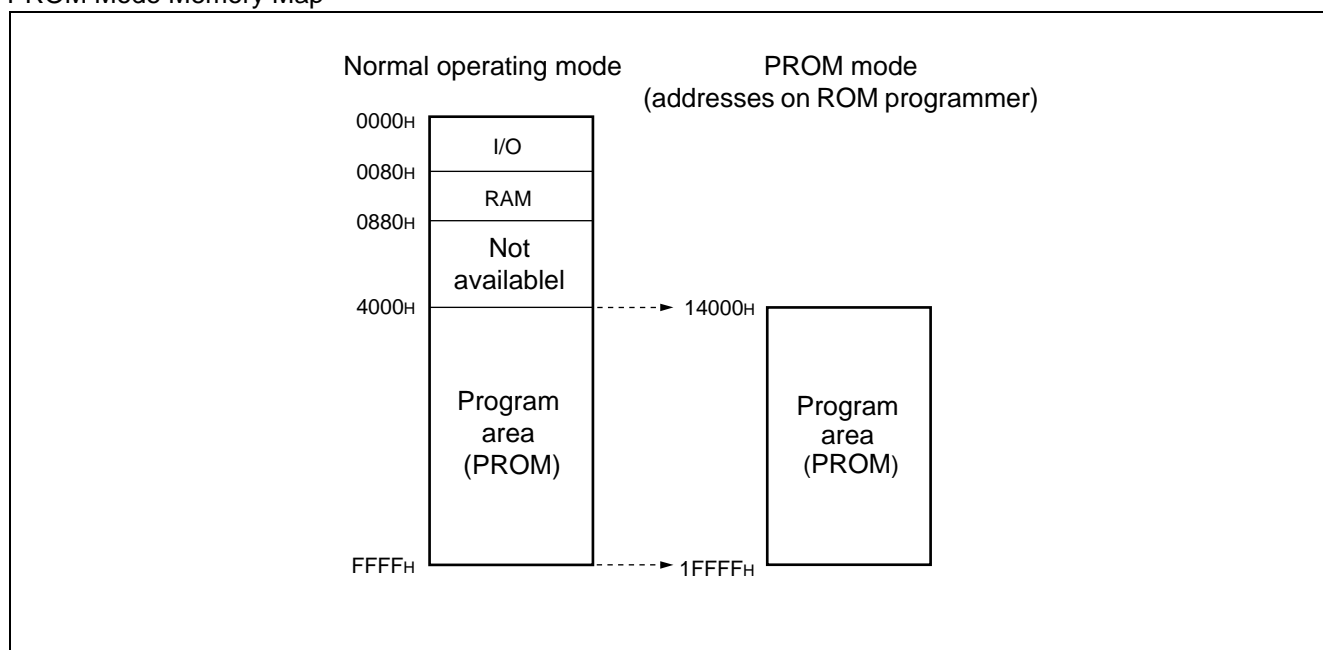 PROM Mode Memory Map
Normal operating mode
PROM mode
(addresses on ROM programmer)
0000H
I/O
0080H
RAM
0880H
Not
availablel
4000H
14000H
Program
area
(PROM)
Program
area
(PROM)
FFFFH
1FFFFH